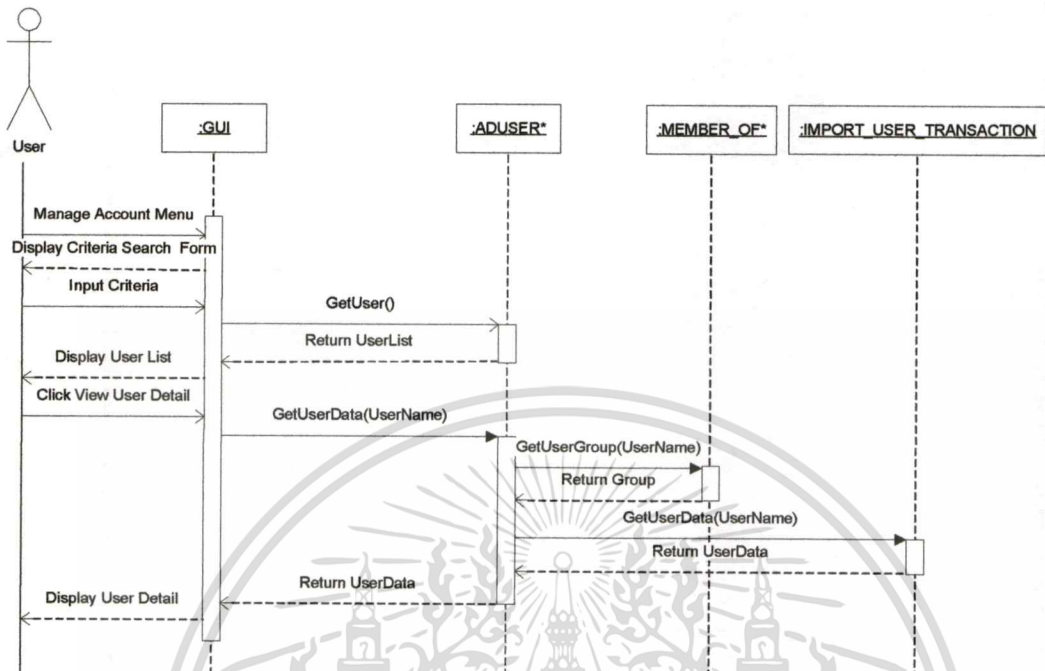 User
:GUI
:ADUSER*
:MEMBER_OF*
:IMPORT_USER_TRANSACTION
Manage Account Menu
Display Criteria Search Form
Input Criteria
GetUser()
Return UserList
Display User List
Click View User Detail
GetUserData(UserName)
GetUserGroup(UserName)
Return Group
GetUserData(UserName)
Return UserData
Return UserData
Display User Detail